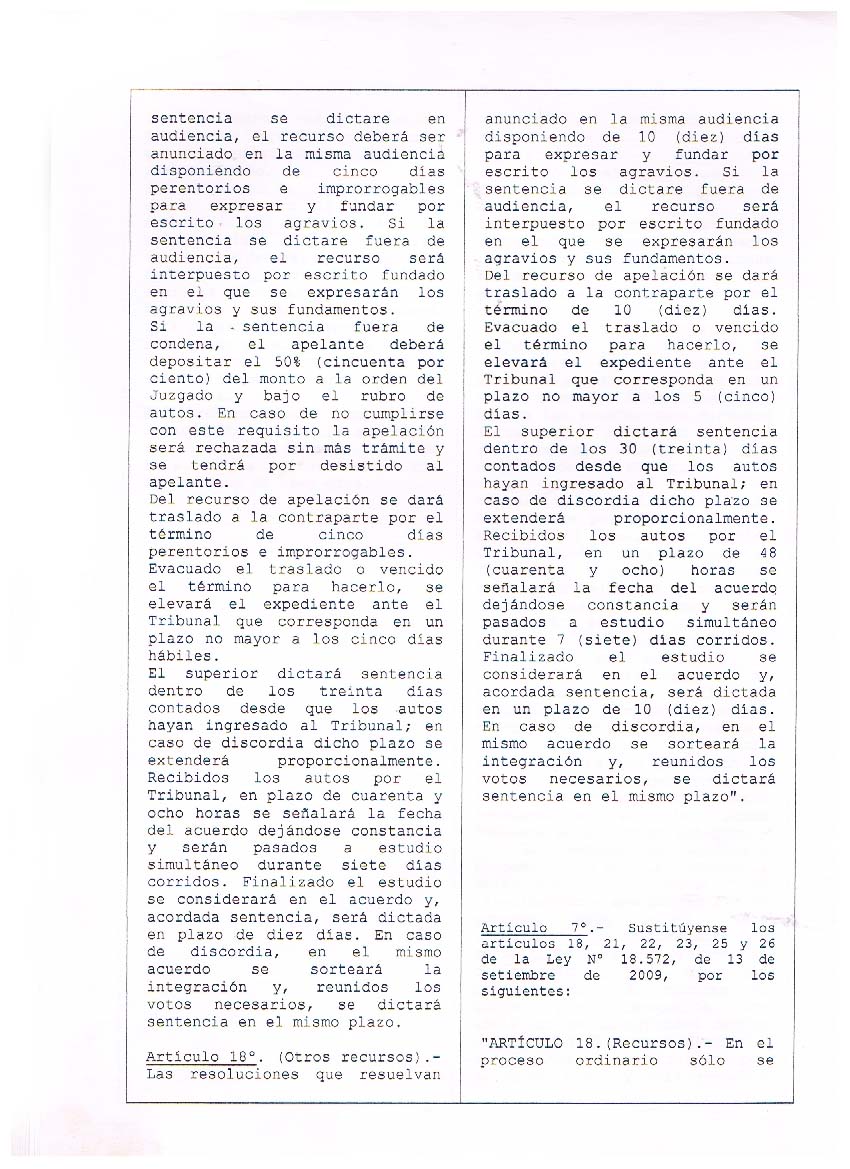 sentencia se dictare en
audiencia, el recurso deberá ser
anunciado en la misma audiencia
disponiendo de cinco días
perentorios e improrrogables
para expresar y fundar por
escrito los agravios. Si la
sentencia se dictare fuera de
audiencia, el recurso será
interpuesto por escrito fundado
en el que se expresarán los
agravios y sus fundamentos.
Si la sentencia fuera de
condena, el apelante deberá
depositar el 50% (cincuenta por
ciento) del monto a la orden del
Juzgado y bajo el rubro de
autos. En caso de no cumplirse
con este requisito la apelación
será rechazada sin más trámite y
se tendrá por desistido al
apelante.
Del recurso de apelación se dará
traslado a la contraparte por el
término de cinco días
perentorios e improrrogables.
Evacuado el traslado o vencido
el término para hacerlo, se
elevará el expediente ante el
Tribunal que corresponda en un
plazo no mayor a los cinco días
hábiles.
El superior dictará sentencia
dentro de los treinta días
contados desde que los autos
hayan ingresado al Tribunal; en
caso de discordia dicho plazo se
extenderá proporcionalmente.
Recibidos los autos por el
Tribunal, en plazo de cuarenta y
ocho horas se señalará la fecha
del acuerdo dejándose constancia
y serán pasados a estudio
simultáneo durante siete días
corridos. Finalizado el estudio
se considerará en el acuerdo y,
acordada sentencia, será dictada
en plazo de diez días. En caso
de discordia, en el mismo
acuerdo se sorteará la
integración y, reunidos los
votos necesarios, se dictará
sentencia en el mismo plazo.
Artículo 18º. (Otros recursos).-
Las resoluciones que resuelvan
anunciado en la misma audiencia
disponiendo de 10 (diez) días
para expresar y fundar por
escrito los agravios. Si la
sentencia se dictare fuera de
audiencia, el recurso será
interpuesto por escrito fundado
en el que se expresarán los
agravios y sus fundamentos.
Del recurso de apelación se dará
traslado a la contraparte por el
término de 10 (diez) días.
Evacuado el traslado o vencido
el término para hacerlo, se
elevará el expediente ante el
Tribunal que corresponda en un
plazo no mayor a los 5 (cinco)
días.
El superior dictará sentencia
dentro de los 30 (treinta) días
contados desde que los autos
hayan ingresado al Tribunal; en
caso de discordia dicho plazo se
extenderá proporcionalmente.
Recibidos los autos por el
Tribunal, en un plazo de 48
(cuarenta y ocho) horas se
señalará la fecha del acuerdo
dejándose constancia y serán
pasados a estudio simultáneo
durante 7 (siete) días corridos.
Finalizado el estudio se
considerará en el acuerdo y,
acordada sentencia, será dictada
en un plazo de 10 (diez) días.
En caso de discordia, en el
mismo acuerdo se sorteará la
integración y, reunidos los
votos necesarios, se dictará
sentencia en el mismo plazo".
Artículo 7º.- Sustitúyense los
artículos 18, 21, 22, 23, 25 y 26
de la Ley Nº 18.572, de 13 de
setiembre de 2009, por los
siguientes:
"ARTÍCULO 18.(Recursos).- En el
proceso ordinario sólo se